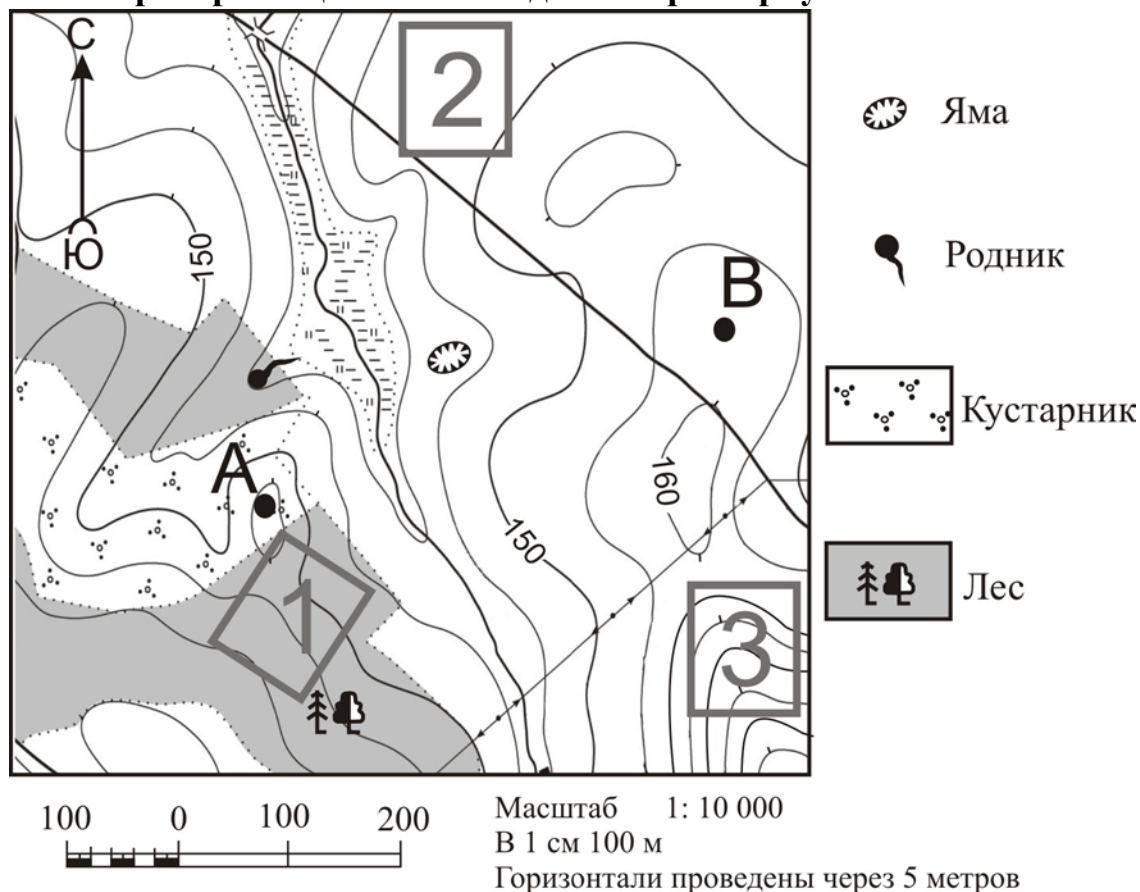 С
Ю
2
150
В
А
160
150
1
3
Яма
Родник
Кустарник
Лес
100 0 100 200
Масштаб 1: 10 000
В 1 см 100 м
Горизонтали проведены через 5 метров